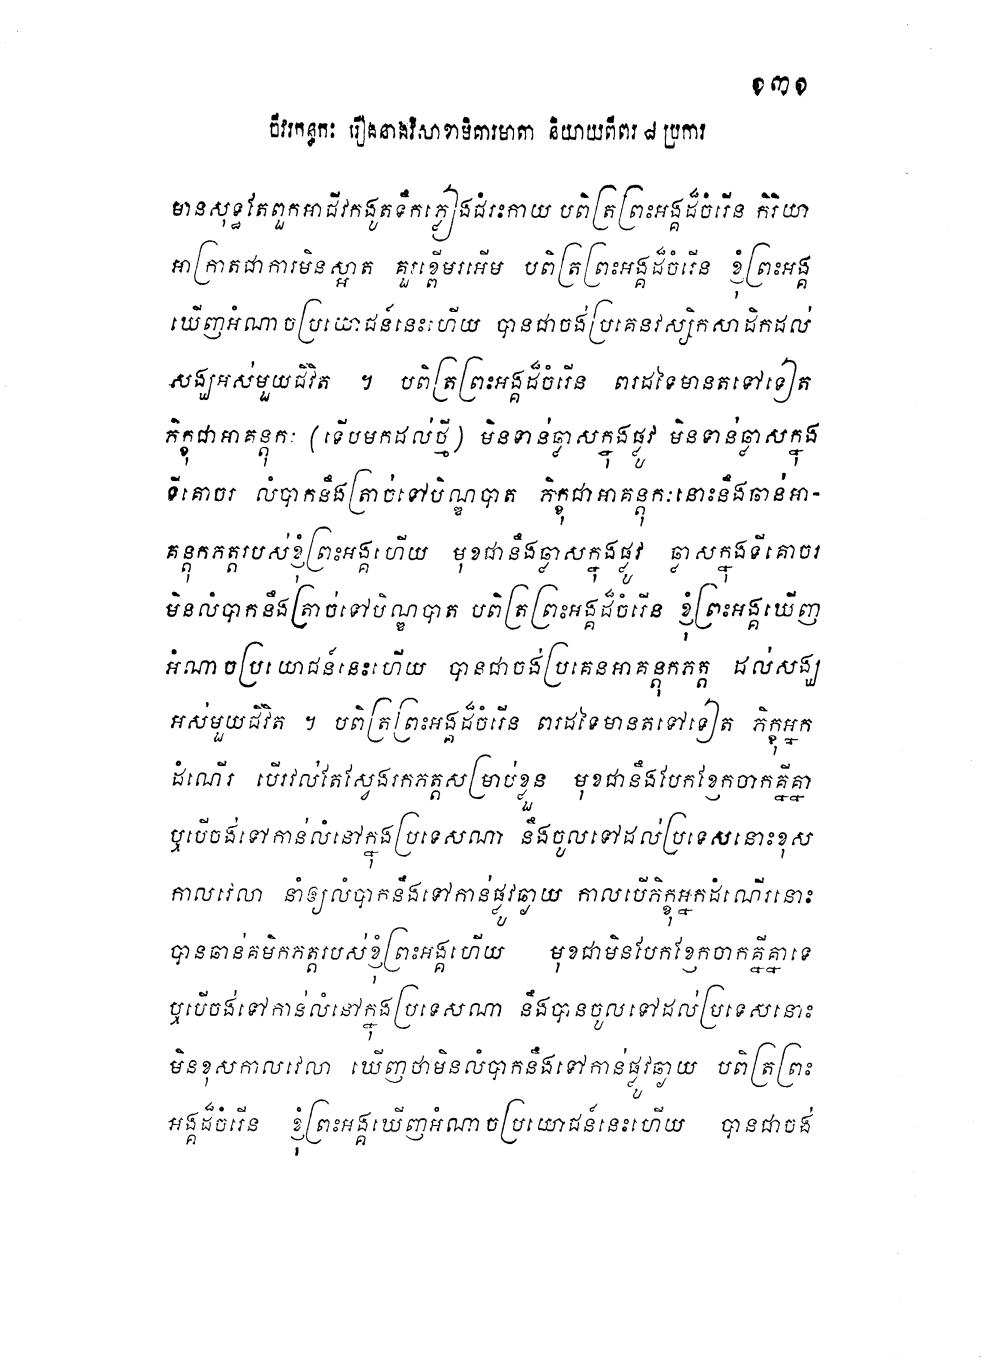 ១៣១
ចីវរក្ខន្ធកៈ រឿងនាងវិសាខាមិគារមាតា និយាយពីពរ ៨ ប្រការ
មានសុទ្ធតែពួកអាជីវកងូតទឹកភ្លៀងជំរះកាយ បពិត្រព្រះអង្គដ៏ចំរើន កិរិយា
អាក្រាតជាការមិនស្អាត គួរខ្ពើមរអើម បពិត្រព្រះអង្គដ៏ចំរើន ខ្ញុំព្រះអង្គ
ឃើញអំណាចប្រយោជន៍នេះហើយ បានជាចង់ប្រគេនវស្សិកសាដិកដល់
សង្ឃអស់មួយជីវិត ។ បពិត្រព្រះអង្គដ៏ចំរើន ពរដទៃមានតទៅទៀត
ភិក្ខុជាអាគន្តុកៈ (ទើបមកដល់ថ្មី) មិនទាន់ធ្លាសក្នុងផ្លូវ មិនទាន់ធ្លាសក្នុង
ទីគោចរ លំបាកនឹងត្រាច់ទៅបិណ្ឌបាត ភិក្ខុជាអាគន្តុកៈនោះនឹងឆាន់អា-
គន្តុកភត្តរបស់ខ្ញុំព្រះអង្គហើយ មុខជានឹងធ្លាសក្នុងផ្លូវ ធ្លាសក្នុងទីគោចរ
មិនលំបាកនឹងត្រាច់ទៅបិណ្ឌបាត បពិត្រព្រះអង្គដ៏ចំរើន ខ្ញុំព្រះអង្គឃើញ
អំណាចប្រយោជន៍នេះហើយ បានជាចង់ប្រគេនអាគន្តុកភត្ត ដល់សង្ឃ
អស់មួយជីវិត ។ បពិត្រព្រះអង្គដ៏ចំរើន ពរដទៃមានតទៅទៀត ភិក្ខុអ្នក
ដំណើរ បើរវល់តែស្វែងរកភត្តសម្រាប់ខ្លួន មុខជានឹងបែកខ្ញែកចាកគ្នីគ្នា
ឬបើចង់ទៅកាន់លំនៅក្នុងប្រទេសណា នឹងចូលទៅដល់ប្រទេសនោះខុស
កាលវេលា នាំឲ្យលំបាកនឹងទៅកាន់ផ្លូវឆ្ងាយ កាលបើភិក្ខុអ្នកដំណើរនោះ
បានឆាន់គមិកភត្តរបស់ខ្ញុំព្រះអង្គហើយ មុខជាមិនបែកខ្ញែកចាកគ្នីគ្នាទេ
ឬបើចង់ទៅកាន់លំនៅក្នុងប្រទេសណា នឹងបានចូលទៅដល់ប្រទេសនោះ
មិនខុសកាលវេលា ឃើញថាមិនលំបាកនឹងទៅកាន់ផ្លូវឆ្ងាយ បពិត្រព្រះ
អង្គដ៏ចំរើន ខ្ញុំព្រះអង្គឃើញអំណាចប្រយោជន៍នេះហើយ បានជាចង់